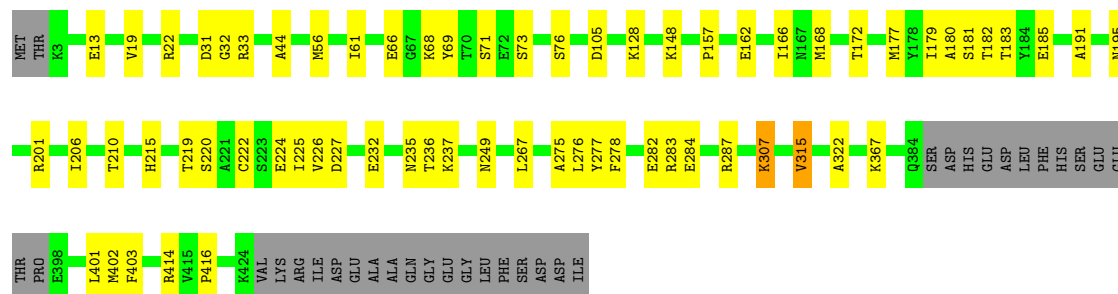 MET THR K3 E13 V19 R22 D31 G32 R33 A44 M56 I61 E66 G67 K68 Y69 T70 S71 E72 S73 S76 D105 K128 K148 P157 E162 I166 N167 M168 T172 M177 Y178 I179 A180 S181 T182 T183 Y184 E185 A191 N195
R201 I206 T210 H215 T219 S220 A221 C222 S223 E224 I225 V226 D227 E232 N235 T236 K237 N249 L267 A275 L276 Y277 F278 E282 R283 E284 R287 K307 V315 A322 K367 Q384 SER ASP HIS GLU ASP LEU PHE HIS SER GLU GLU
THR PRO E398 L401 M402 F403 R414 V415 P416 K424 VAL LYS ARG ILE ASP GLU ALA ALA GLN GLY GLU GLY LEU PHE SER ASP ASP ILE